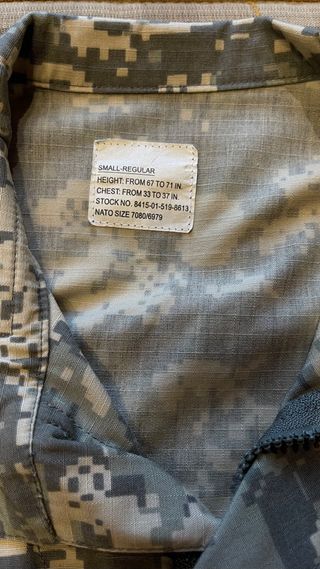 SMALL-REGULAR
HEIGHT: FROM 67 TO 71 IN.
CHEST: FROM 33 TO 37 IN.
STOCK NO. 8415-01-519-8613
NATO SIZE 7080/6979